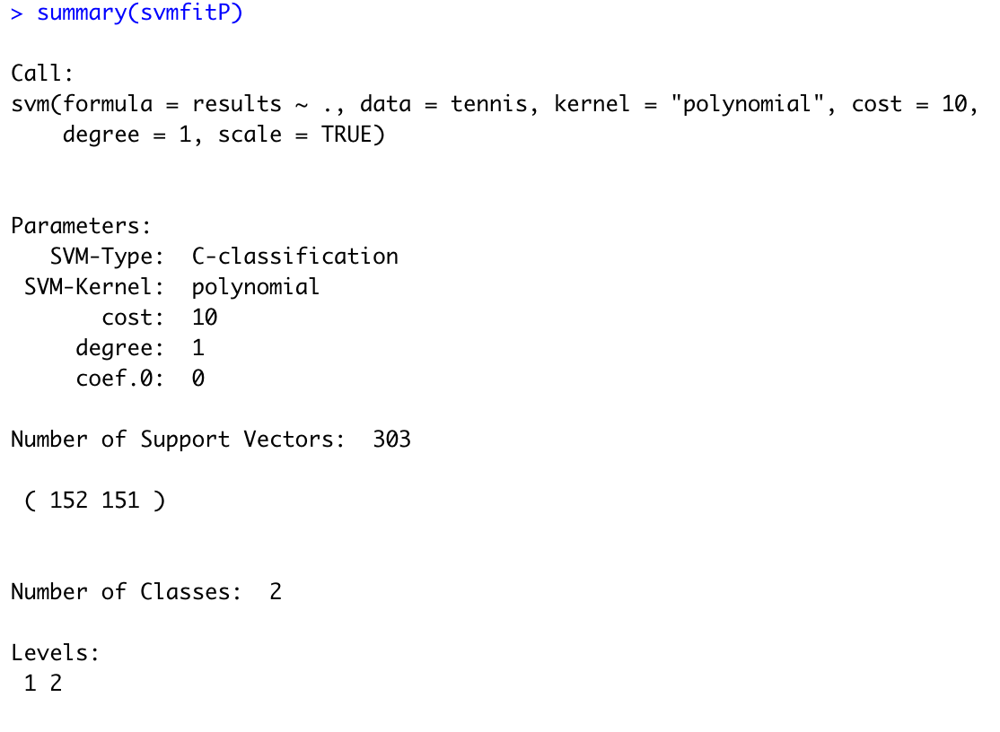 > summary(svmfitP)
Call:
svm(formula = results ~ ., data = tennis, kernel = "polynomial", cost = 10,
    degree = 1, scale = TRUE)
Parameters:
   SVM-Type:  C-classification
 SVM-Kernel:  polynomial
       cost:  10
     degree:  1
     coef.0:  0
Number of Support Vectors:  303
 ( 152 151 )
Number of Classes:  2
Levels:
 1 2